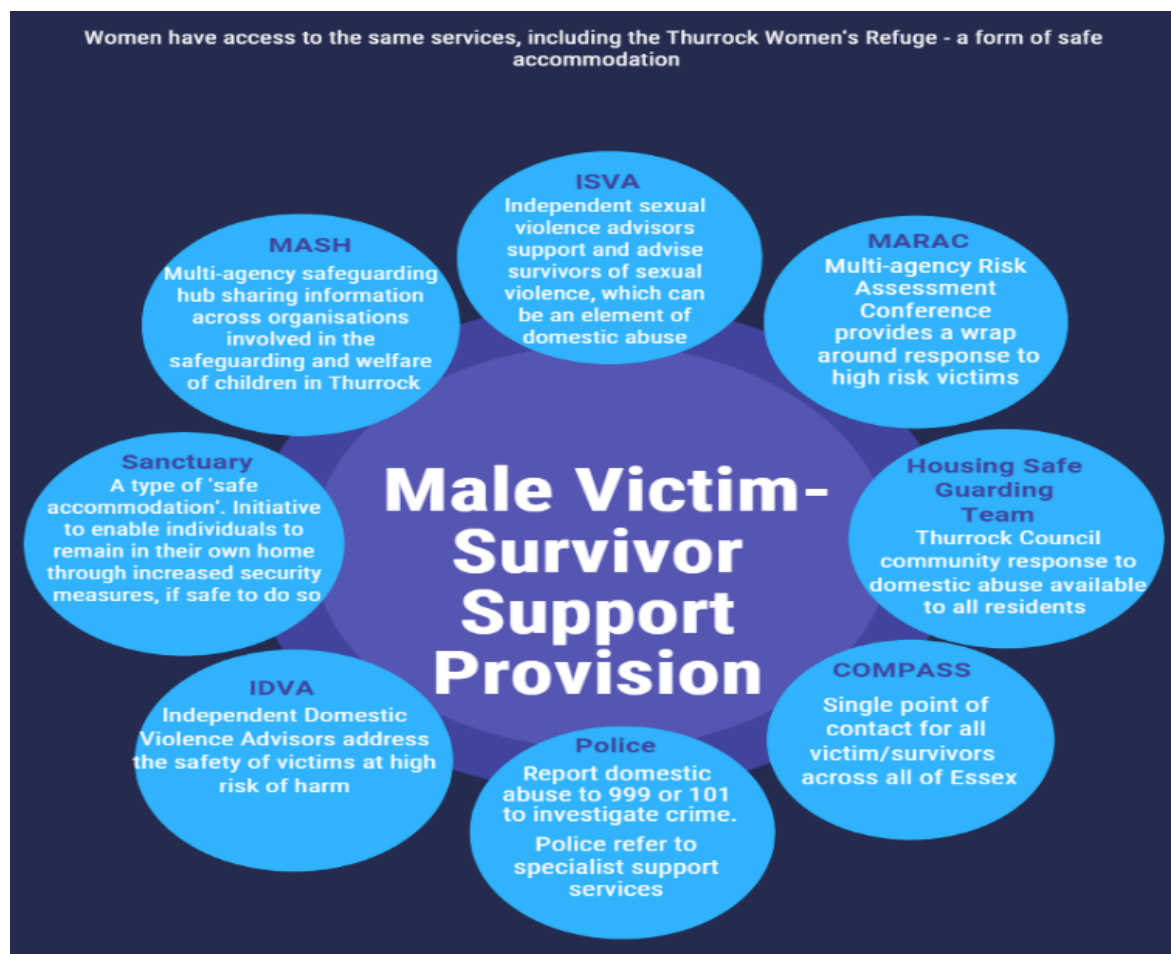 Women have access to the same services, including the Thurrock Women's Refuge - a form of safe
accommodation
ISVA
Independent sexual
violence advisors
support and advise
survivors of sexual
violence, which can
be an element of
domestic abuse
MARAC
Multi-agency Risk
Assessment
Conference
provides a wrap
around response to
high risk victims
Housing Safe
Guarding
Team
Thurrock Council
community response to
domestic abuse available
to all residents
COMPASS
Single point of
contact for all
victim/survivors
across all of Essex
Police
Report domestic
abuse to 999 or 101
to investigate crime.
Police refer to
specialist support
services
IDVA
Independent Domestic
Violence Advisors address
the safety of victims at high
risk of harm
Sanctuary
A type of 'safe
accommodation'. Initiative
to enable individuals to
remain in their own home
through increased security
measures, if safe to do so
MASH
Multi-agency safeguarding
hub sharing information
across organisations
involved in the
safeguarding and welfare
of children in Thurrock
Male Victim-
Survivor
Support
Provision